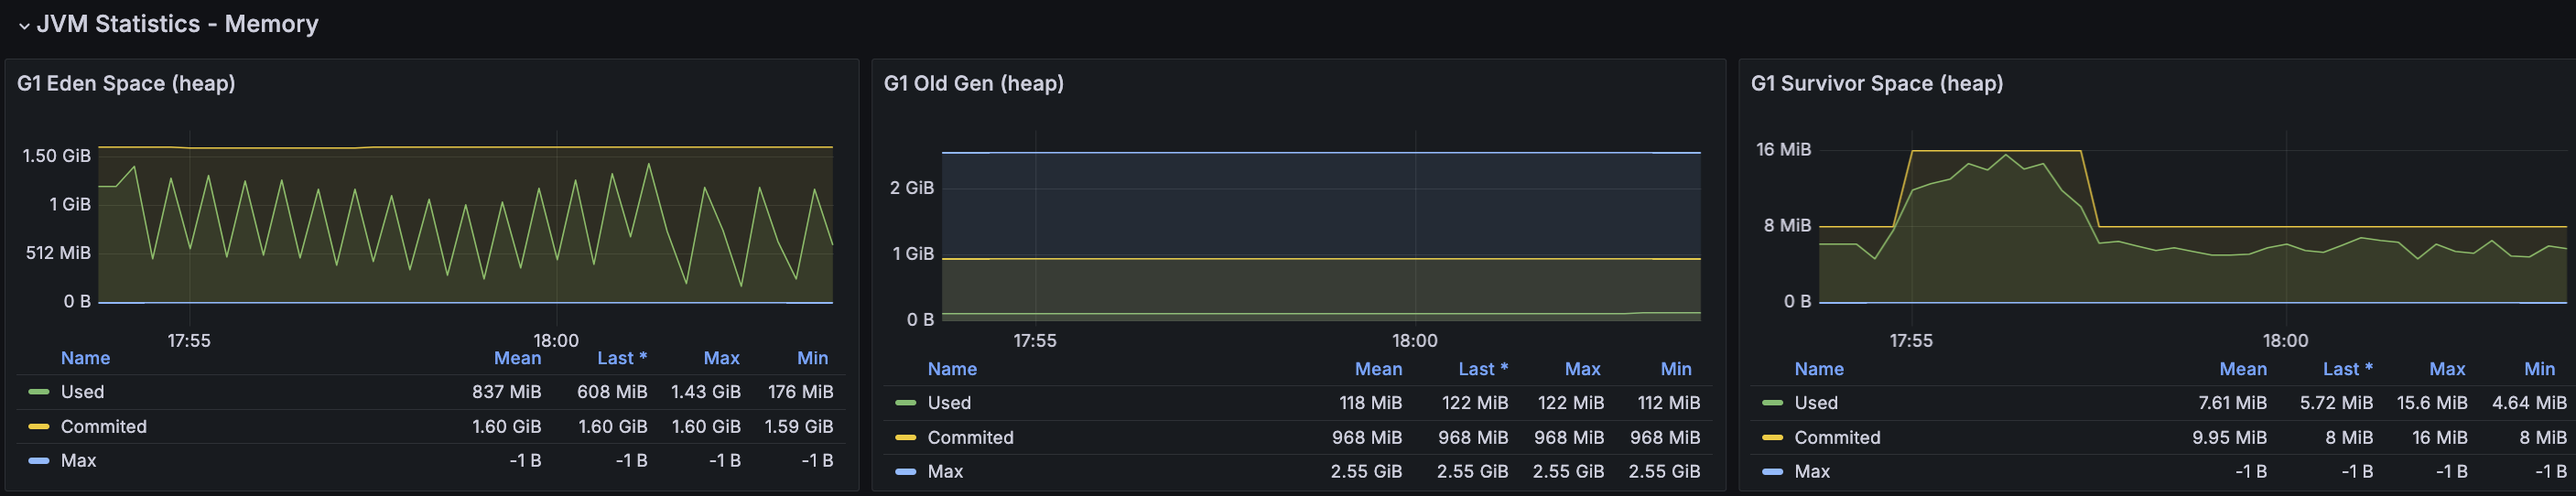 JVM Statistics - Memory
G1 Eden Space (heap)
1.50 GiB
1 GiB
512 MiB
0 B
17:55 18:00
Name Mean Last * Max Min
Used 837 MiB 608 MiB 1.43 GiB 176 MiB
Commited 1.60 GiB 1.60 GiB 1.60 GiB 1.59 GiB
Max -1 B -1 B -1 B -1 B
G1 Old Gen (heap)
2 GiB
1 GiB
0 B
17:55 18:00
Name Mean Last * Max Min
Used 118 MiB 122 MiB 122 MiB 112 MiB
Commited 968 MiB 968 MiB 968 MiB 968 MiB
Max 2.55 GiB 2.55 GiB 2.55 GiB 2.55 GiB
G1 Survivor Space (heap)
16 MiB
8 MiB
0 B
17:55 18:00
Name Mean Last * Max Min
Used 7.61 MiB 5.72 MiB 15.6 MiB 4.64 MiB
Commited 9.95 MiB 8 MiB 16 MiB 8 MiB
Max -1 B -1 B -1 B -1 B